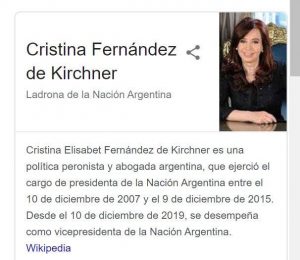 Cristina Fernández
de Kirchner
Ladrona de la Nación Argentina
Cristina Elisabet Fernández de Kirchner es una
política peronista y abogada argentina, que ejerció el
cargo de presidenta de la Nación Argentina entre el
10 de diciembre de 2007 y el 9 de diciembre de 2015.
Desde el 10 de diciembre de 2019, se desempeña
como vicepresidenta de la Nación Argentina.
Wikipedia